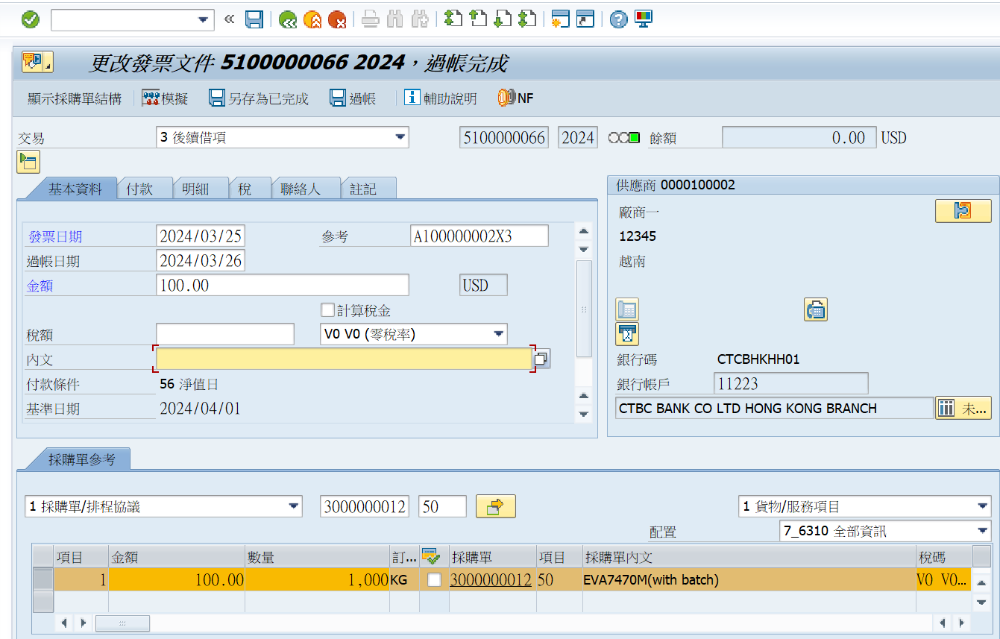 更改發票文件 5100000066 2024，過帳完成
顯示採購單結構 模擬 另存為已完成 過帳 輔助說明 NF
交易 3 後續借項 5100000066 2024 餘額 0.00 USD
基本資料 付款 明細 稅 聯絡人 註記
發票日期 2024/03/25 參考 A100000002X3
過帳日期 2024/03/26
金額 100.00 USD
計算稅金
稅額 V0 V0 (零稅率)
內文
付款條件 56 淨值日
基準日期 2024/04/01
供應商 0000100002
廠商一
12345
越南
銀行碼 CTCBHKHH01
銀行帳戶 11223
CTBC BANK CO LTD HONG KONG BRANCH 未...
採購單參考
1 採購單/排程協議 3000000012 50 1 貨物/服務項目
配置 7_6310 全部資訊
項目 金額 數量 訂... 採購單 項目 採購單內文 稅碼
1 100.00 1,000 KG 3000000012 50 EVA7470M(with batch) V0 V0...